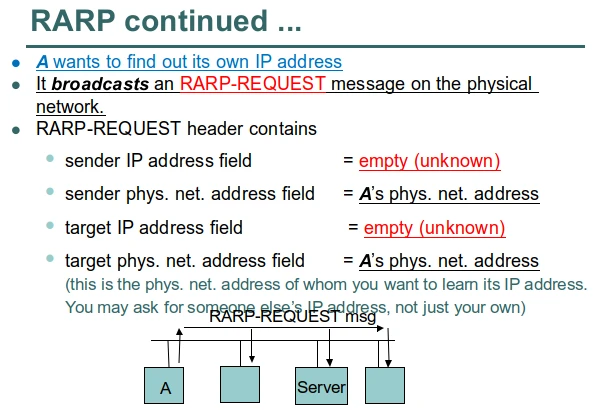 RARP continued ...
A wants to find out its own IP address
It broadcasts an RARP-REQUEST message on the physical
network.
RARP-REQUEST header contains
sender IP address field = empty (unknown)
sender phys. net. address field = A's phys. net. address
target IP address field = empty (unknown)
target phys. net. address field = A's phys. net. address
(this is the phys. net. address of whom you want to learn its IP address.
You may ask for someone else's IP address, not just your own)
RARP-REQUEST msg
A Server